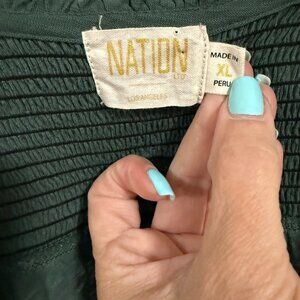 NATION
LTD
LOS ANGELES
MADE IN
XL
PERU